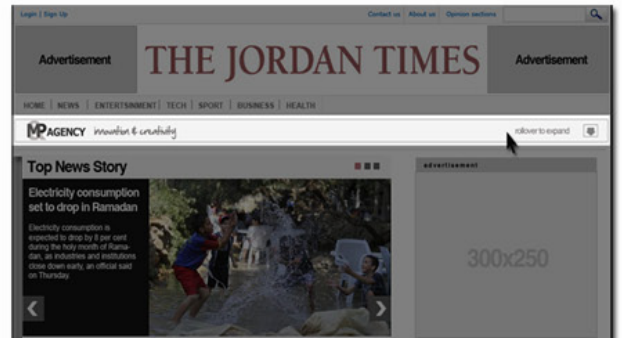 Login | Sign Up
Contact us | About us | Opinion sections
Advertisement
THE JORDAN TIMES
Advertisement
HOME | NEWS | ENTERTSINMENT | TECH | SPORT | BUSINESS | HEALTH
MPAGENCY innovation & creativity
rollover to expand
Top News Story
advertisement
Electricity consumption
set to drop in Ramadan
Electricity consumption is
expected to drop by 8 per cent
during the holy month of Rama-
dan, as industries and institutions
close down early, an official said
on Thursday.
300x250